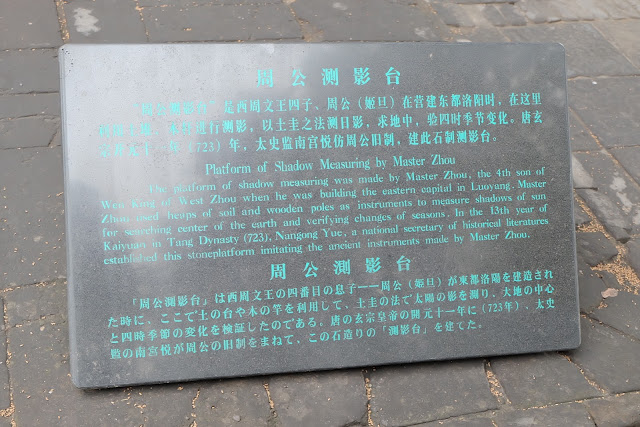 周公测影台
“周公测影台”是西周文王四子、周公（姬旦）在营建东都洛阳时，在这里
进行测影，以土圭之法测日影，求地中，验四时季节变化。唐玄
宗开元十一年（723）年，太史监南宫悦仿周公旧制，建此石制测影台。
Platform of Shadow Measuring by Master Zhou
The platform of shadow measuring was made by Master Zhou, the 4th son of
Wen King of West Zhou when he was building the eastern capital in Luoyang. Master
Zhou used heaps of soil and wooden poles as instruments to measure shadows of sun
for searching center of the earth and verifying changes of seasons. In the 13th year of
Kaiyuan in Tang Dynasty (723), Nangong Yue, a national secretary of historical literatures
established this stoneplatform imitating the ancient instruments made by Master Zhou.
周公測影台
「周公測影台」は西周文王の四番目の息子——周公（姬旦）が東都洛陽を建造され
た時に、ここで土の台や木の竿を利用して、土圭の法で太陽の影を測り、大地の中心
と四時季節の変化を検証したのである。唐の玄宗皇帝の開元十一年に（723年）、太史
監の南宮悦が周公の旧制をまねて、この石造りの「測影台」を建てた。